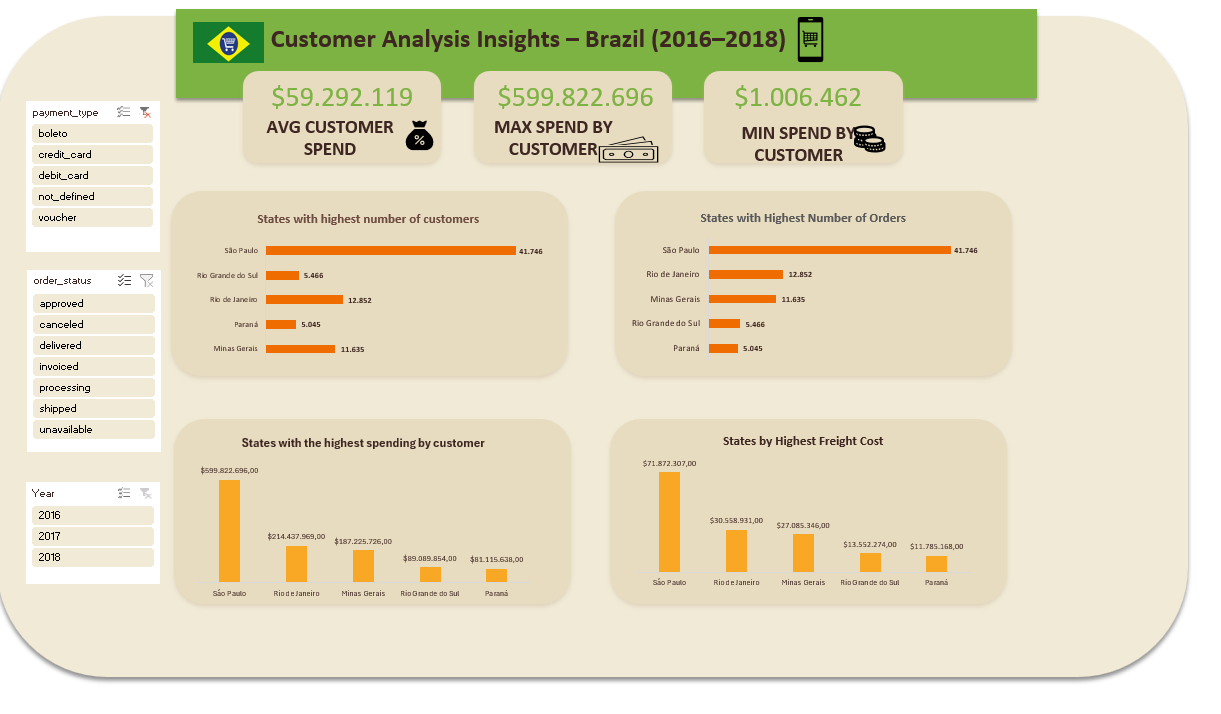 Customer Analysis Insights – Brazil (2016–2018)
$59.292.119
AVG CUSTOMER
SPEND
$599.822.696
MAX SPEND BY
CUSTOMER
$1.006.462
MIN SPEND BY
CUSTOMER
payment_type
boleto
credit_card
debit_card
not_defined
voucher
order_status
approved
canceled
delivered
invoiced
processing
shipped
unavailable
Year
2016
2017
2018
States with highest number of customers
São Paulo 41.746
Rio Grande do Sul 5.466
Rio de Janeiro 12.852
Paraná 5.045
Minas Gerais 11.635
States with Highest Number of Orders
São Paulo 41.746
Rio de Janeiro 12.852
Minas Gerais 11.635
Rio Grande do Sul 5.466
Paraná 5.045
States with the highest spending by customer
$599.822.696,00
$214.437.969,00
$187.225.726,00
$89.089.854,00
$81.115.638,00
São Paulo Rio de Janeiro Minas Gerais Rio Grande do Sul Paraná
States by Highest Freight Cost
$71.872.307,00
$30.558.931,00
$27.085.346,00
$13.552.274,00
$11.785.168,00
São Paulo Rio de Janeiro Minas Gerais Rio Grande do Sul Paraná